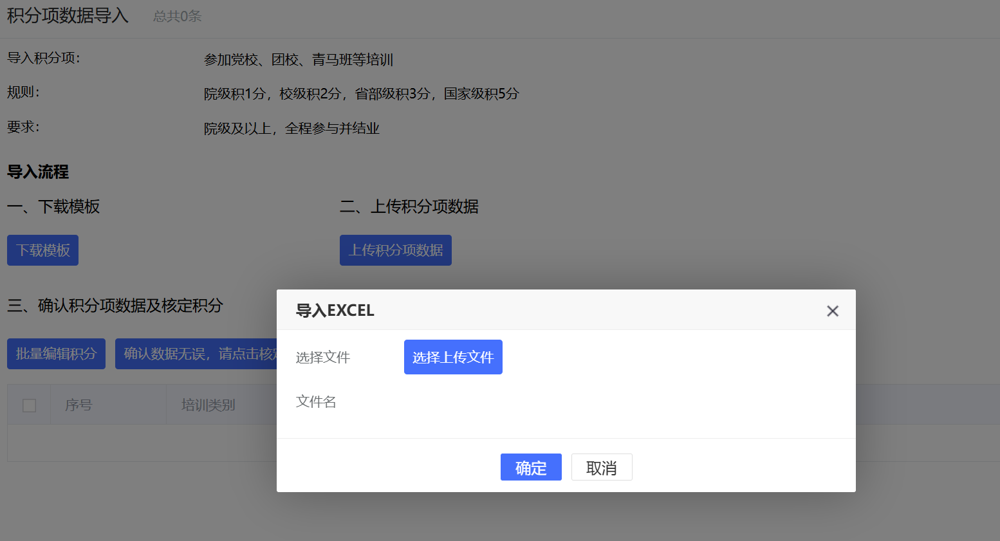 积分项数据导入 总共0条
导入积分项： 参加党校、团校、青马班等培训
规则： 院级积1分，校级积2分，省部级积3分，国家级积5分
要求： 院级及以上，全程参与并结业
导入流程
一、下载模板 二、上传积分项数据
下载模板 上传积分项数据
三、确认积分项数据及核定积分
批量编辑积分 确认数据无误，请点击核
序号 培训类别
导入EXCEL
选择文件 选择上传文件
文件名
确定 取消